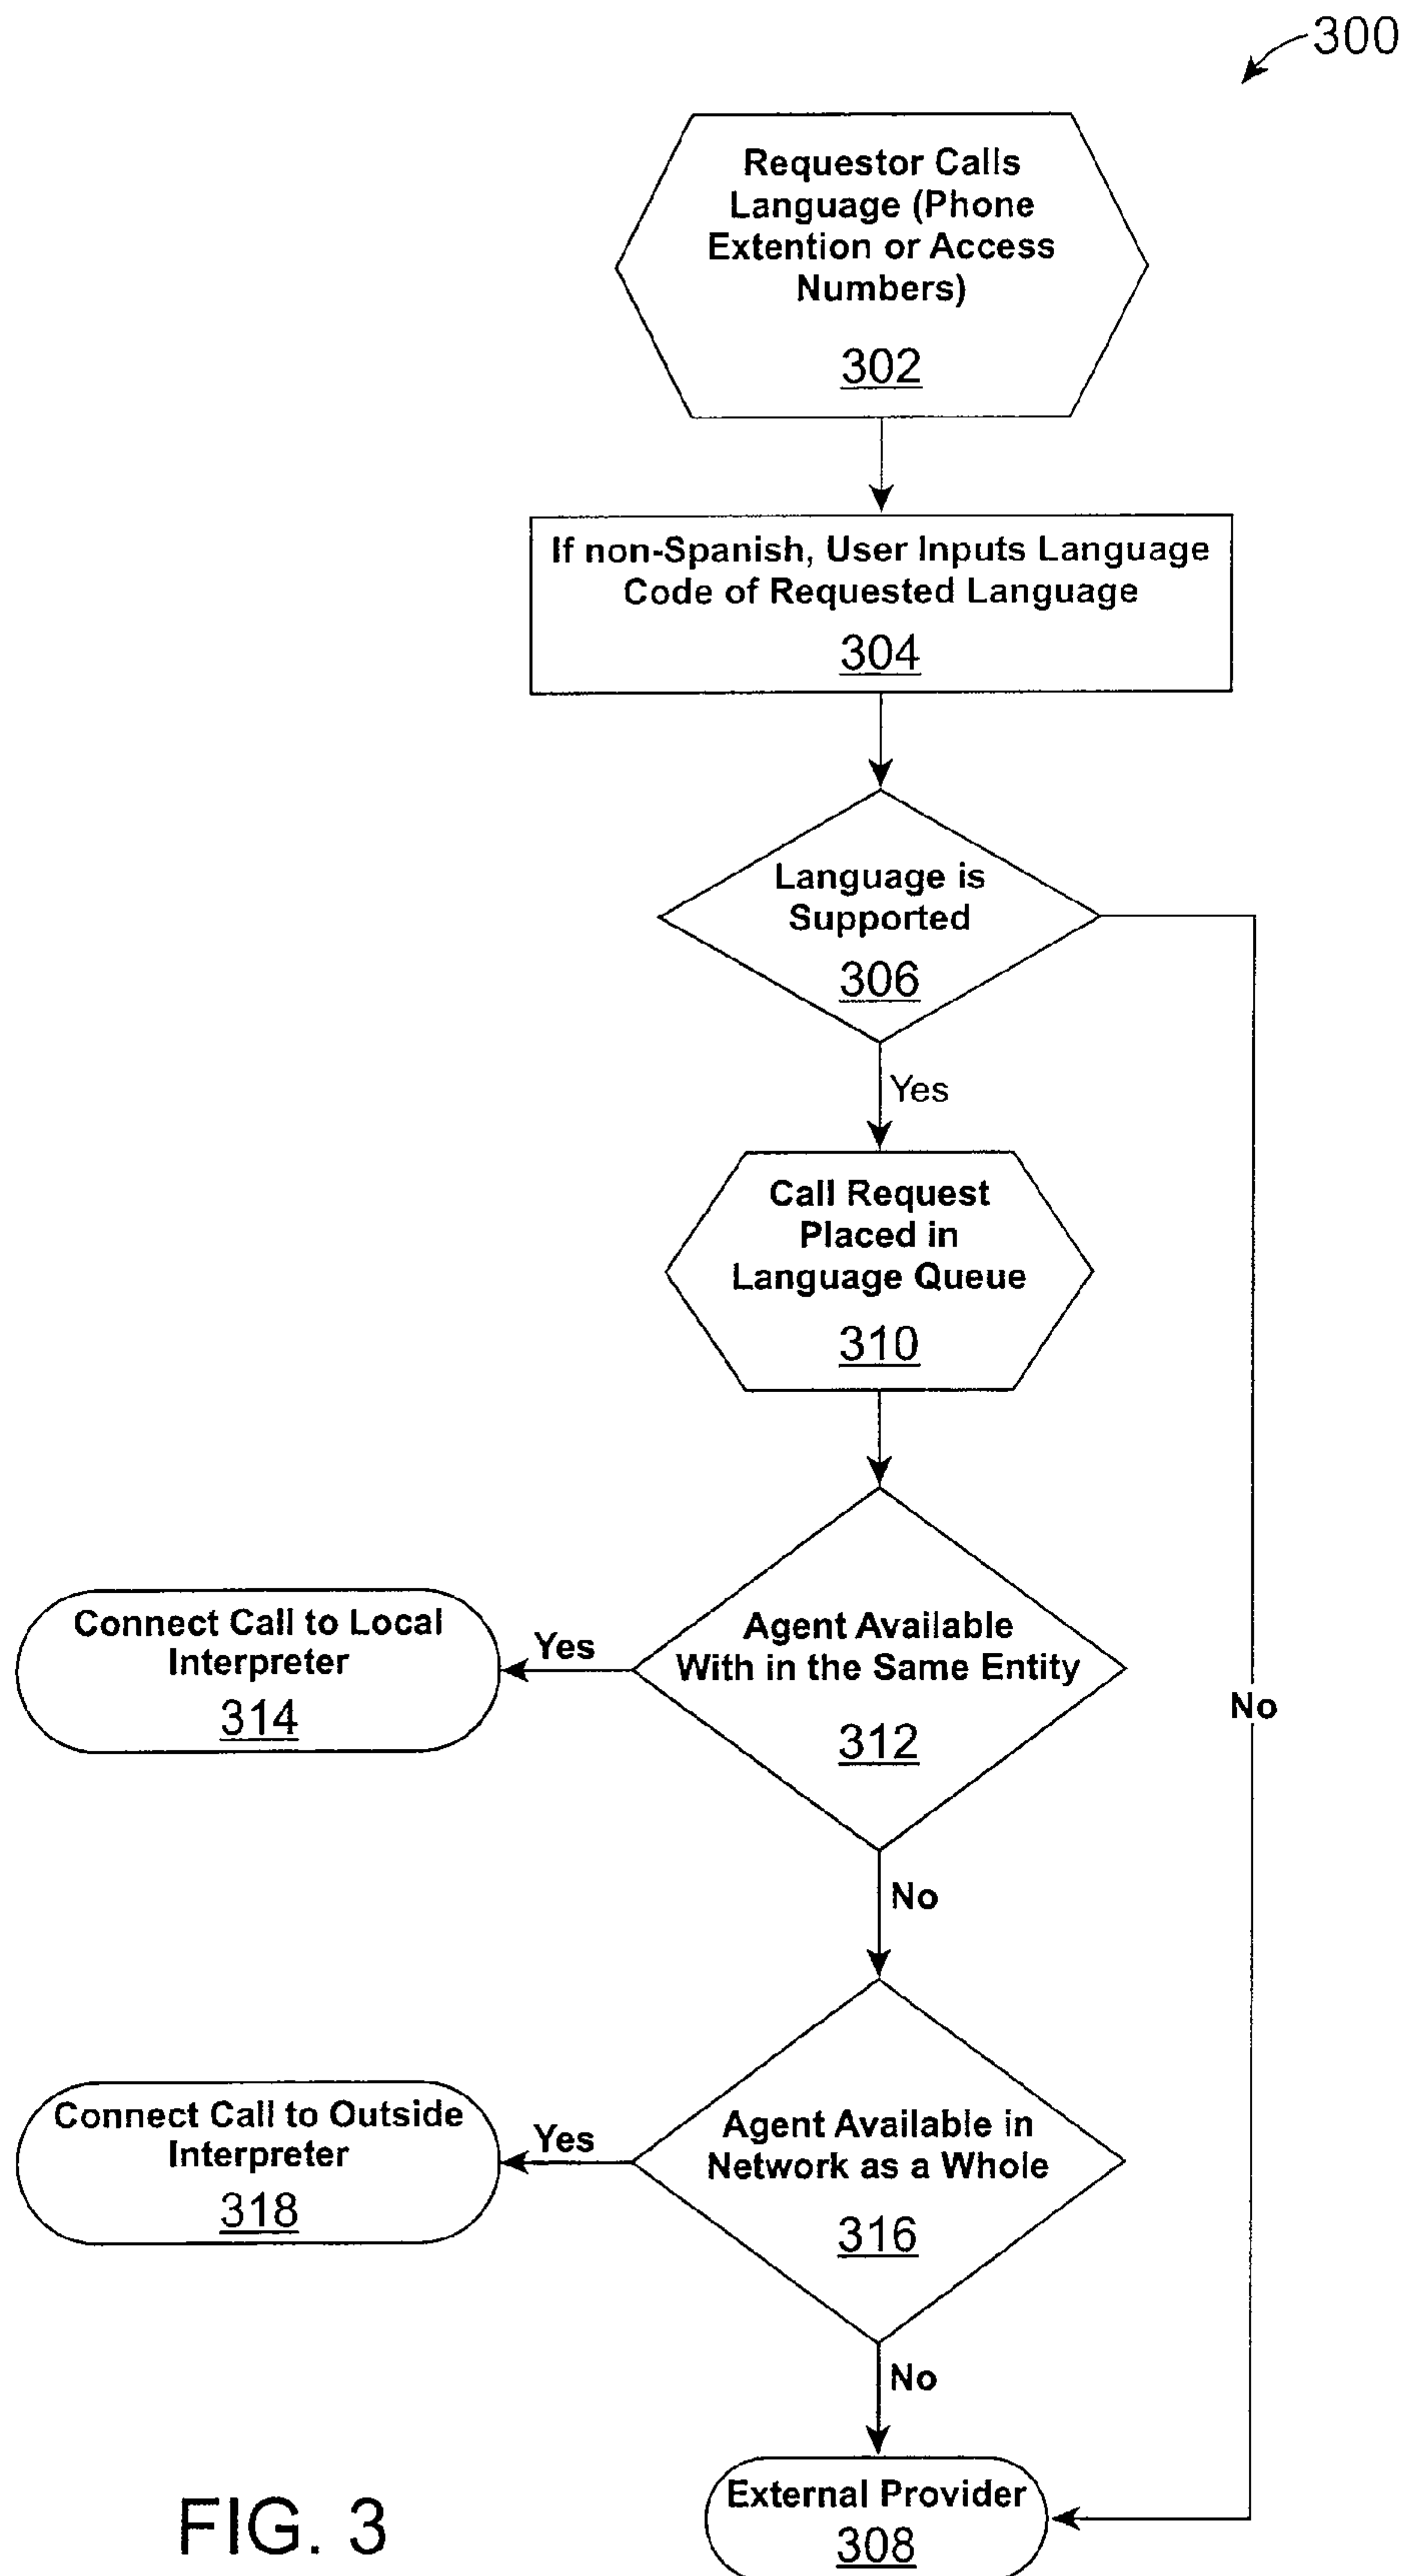 300
Requestor Calls
Language (Phone
Extention or Access
Numbers)
302
If non-Spanish, User Inputs Language
Code of Requested Language
304
Language is
Supported
306
Yes
Call Request
Placed in
Language Queue
310
Agent Available
With in the Same Entity
312
Yes
Connect Call to Local
Interpreter
314
No
No
Agent Available in
Network as a Whole
316
Yes
Connect Call to Outside
Interpreter
318
No
External Provider
308
FIG. 3